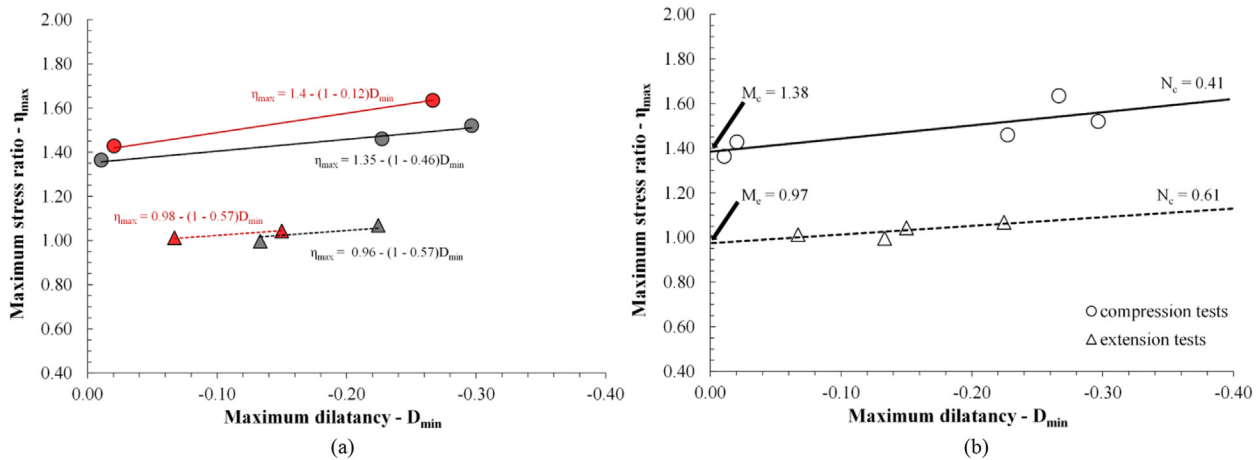 2.00
1.80
1.60
1.40
1.20
1.00
0.80
0.60
0.40
Maximum stress ratio - ηmax
ηmax = 1.4 - (1 - 0.12)Dmin
ηmax = 1.35 - (1 - 0.46)Dmin
ηmax = 0.98 - (1 - 0.57)Dmin
ηmax = 0.96 - (1 - 0.57)Dmin
0.00 -0.10 -0.20 -0.30 -0.40
Maximum dilatancy - Dmin
(a)
2.00
1.80
1.60
1.40
1.20
1.00
0.80
0.60
0.40
Maximum stress ratio - ηmax
Mc = 1.38
Nc = 0.41
Me = 0.97
Nc = 0.61
compression tests
extension tests
0.00 -0.10 -0.20 -0.30 -0.40
Maximum dilatancy - Dmin
(b)